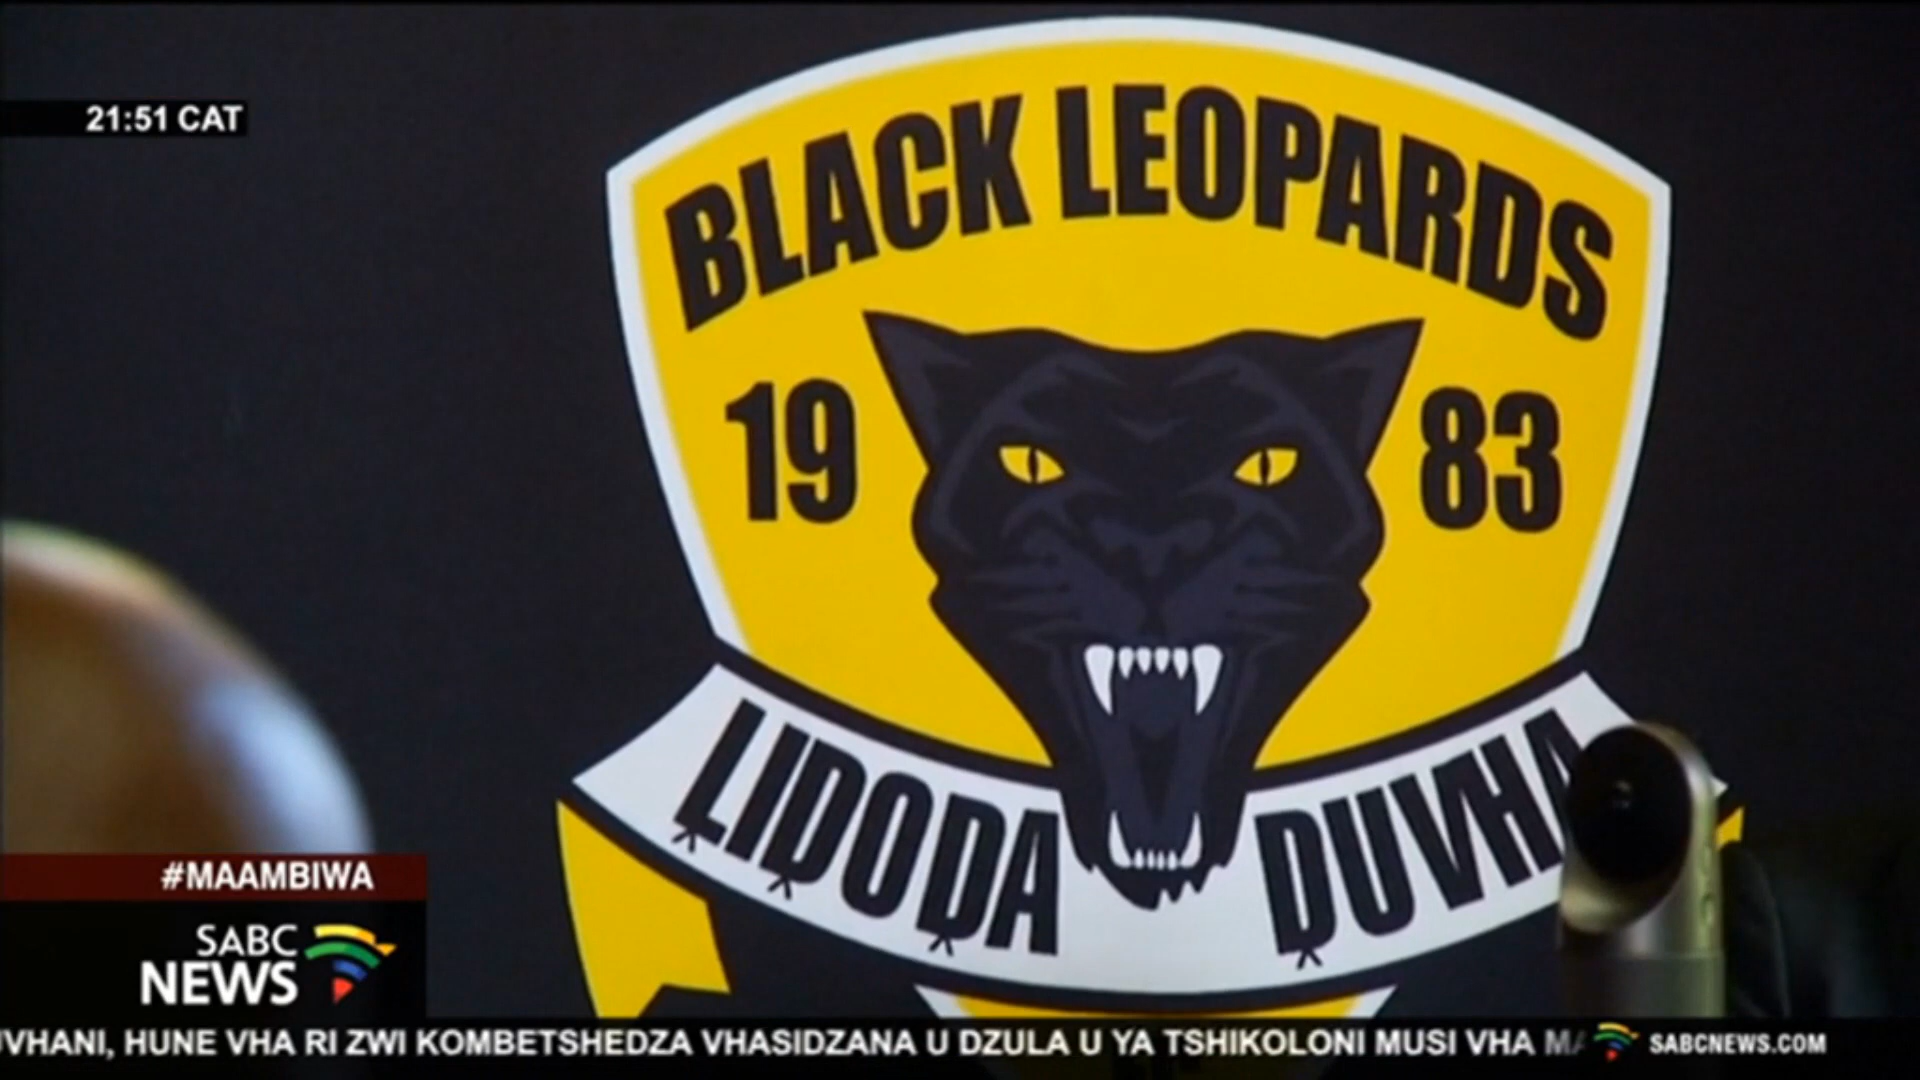 21:51 CAT
BLACK LEOPARDS
19 83
ḼIḒOḒA ḒUVHA
#MAAMBIWA
SABC
NEWS
HUNE VHA RI ZWI KOMBETSHEDZA VHASIDZANA U DZULA U YA TSHIKOLONI MUSI VHA
SABCNEWS.COM